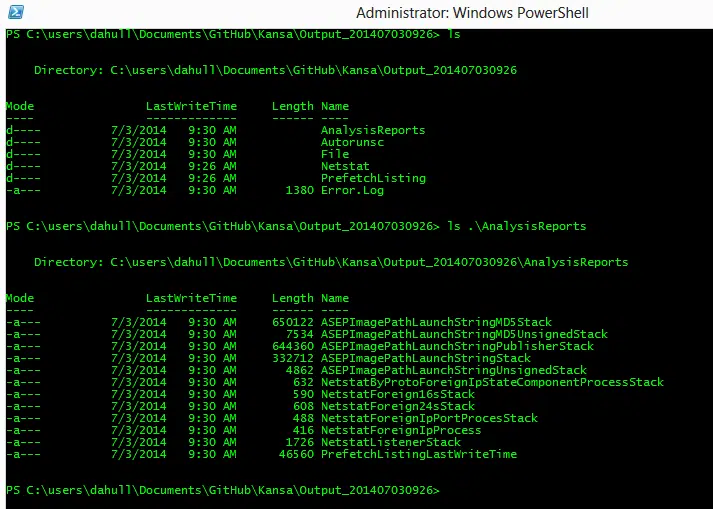 Administrator: Windows PowerShell
PS C:\users\dahull\Documents\GitHub\Kansa\Output_201407030926> ls
Directory: C:\users\dahull\Documents\GitHub\Kansa\Output_201407030926
Mode LastWriteTime Length Name
---- ------------- ------ ----
d---- 7/3/2014 9:30 AM AnalysisReports
d---- 7/3/2014 9:30 AM Autorunsc
d---- 7/3/2014 9:30 AM File
d---- 7/3/2014 9:26 AM Netstat
d---- 7/3/2014 9:26 AM PrefetchListing
-a--- 7/3/2014 9:30 AM 1380 Error.Log
PS C:\users\dahull\Documents\GitHub\Kansa\Output_201407030926> ls .\AnalysisReports
Directory: C:\users\dahull\Documents\GitHub\Kansa\Output_201407030926\AnalysisReports
Mode LastWriteTime Length Name
---- ------------- ------ ----
-a--- 7/3/2014 9:30 AM 650122 ASEPImagePathLaunchStringMD5Stack
-a--- 7/3/2014 9:30 AM 7534 ASEPImagePathLaunchStringMD5UnsignedStack
-a--- 7/3/2014 9:30 AM 644360 ASEPImagePathLaunchStringPublisherStack
-a--- 7/3/2014 9:30 AM 332712 ASEPImagePathLaunchStringStack
-a--- 7/3/2014 9:30 AM 4862 ASEPImagePathLaunchStringUnsignedStack
-a--- 7/3/2014 9:30 AM 632 NetstatByProtoForeignIpStateComponentProcessStack
-a--- 7/3/2014 9:30 AM 590 NetstatForeign16sStack
-a--- 7/3/2014 9:30 AM 608 NetstatForeign24sStack
-a--- 7/3/2014 9:30 AM 488 NetstatForeignIpPortProcesStack
-a--- 7/3/2014 9:30 AM 416 NetstatForeignIpProcess
-a--- 7/3/2014 9:30 AM 1726 NetstatListenerStack
-a--- 7/3/2014 9:30 AM 46560 PrefetchListingLastWriteTime
PS C:\users\dahull\Documents\GitHub\Kansa\Output_201407030926>